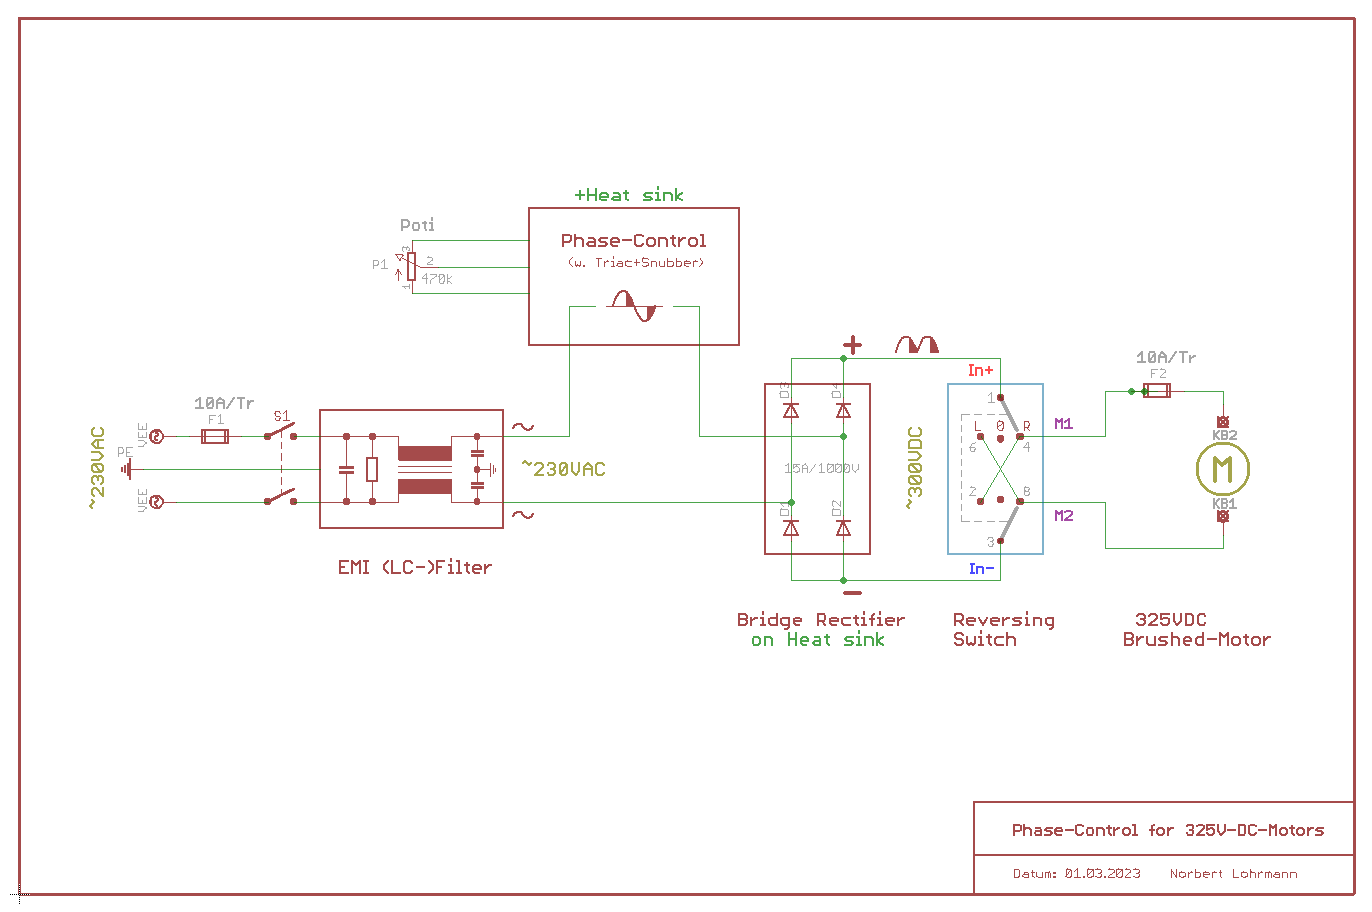 +Heat sink
Poti
Phase-Control
(w. Triac+Snubber)
P1
3
2
1
470k
10A/Tr
F1
S1
~230VAC
VEE
PE
VEE
~230VAC
EMI (LC-)Filter
+
D3
D4
15A/1000V
D1
D2
-
Bridge Rectifier
on Heat sink
~300VDC
In+
1
L 0 R
6
4
2
8
3
In-
M1
M2
Reversing
Switch
10A/Tr
F2
KB2
M
KB1
325VDC
Brushed-Motor
Phase-Control for 325V-DC-Motors
Datum: 01.03.2023 Norbert Lohrmann